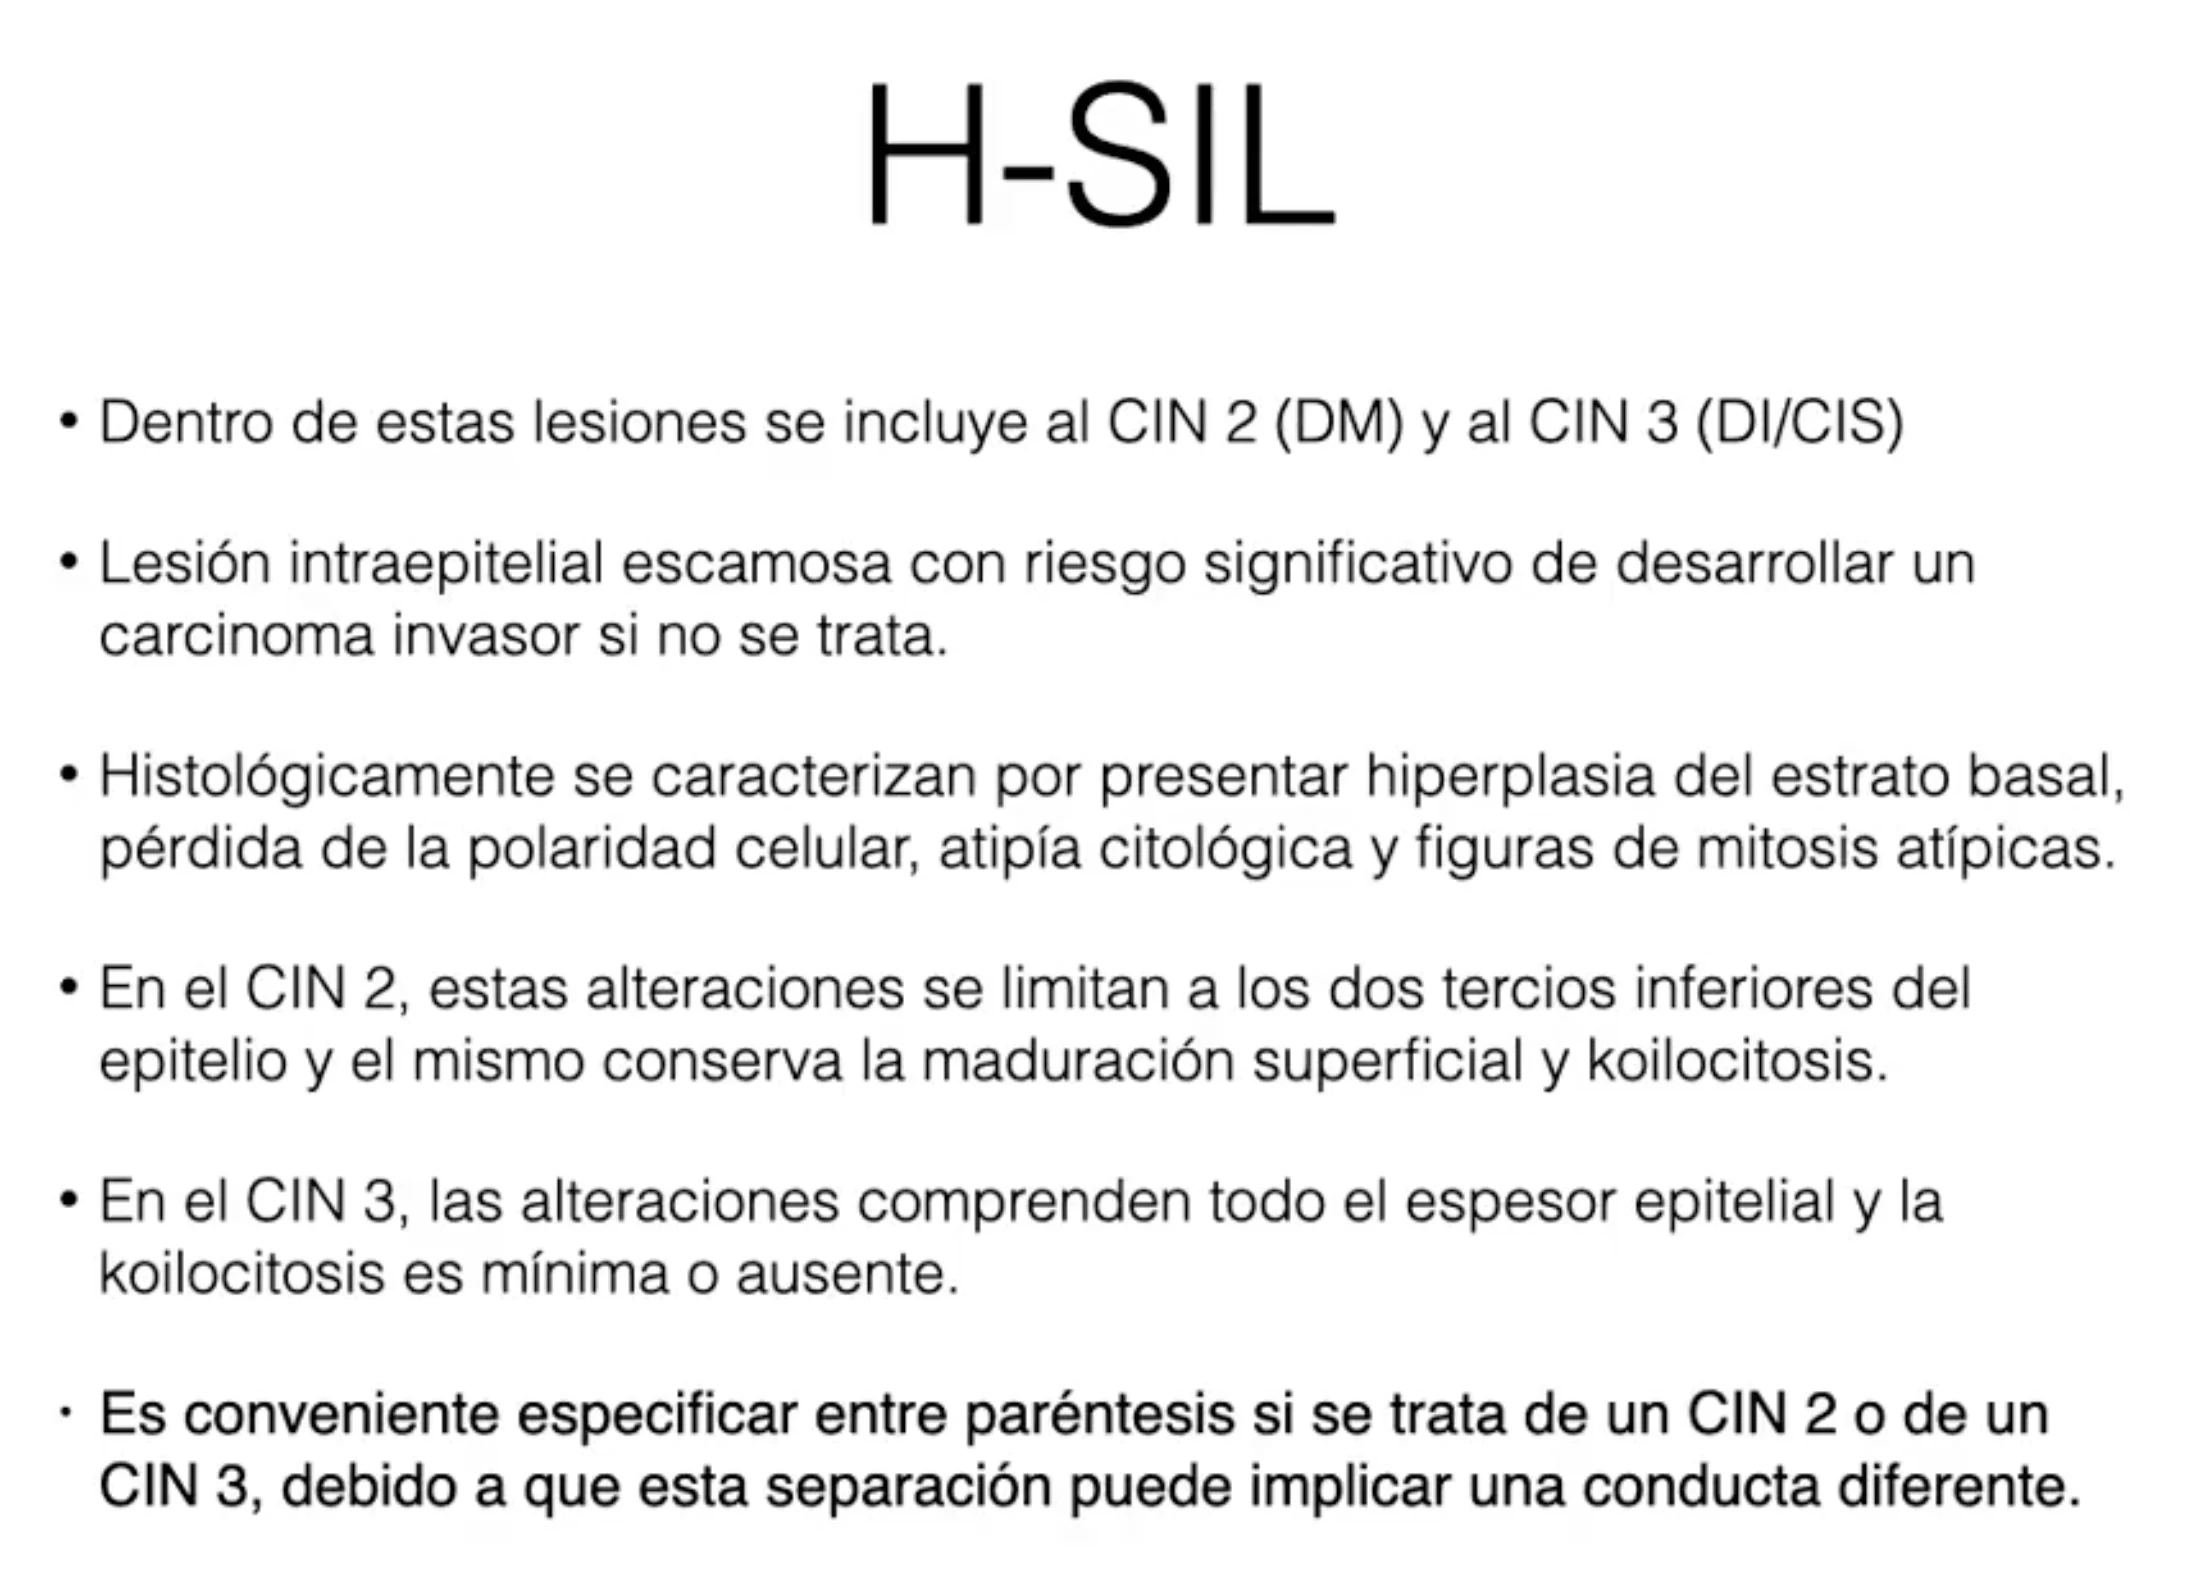 H-SIL
• Dentro de estas lesiones se incluye al CIN 2 (DM) y al CIN 3 (DI/CIS)
• Lesión intraepitelial escamosa con riesgo significativo de desarrollar un
carcinoma invasor si no se trata.
• Histológicamente se caracterizan por presentar hiperplasia del estrato basal,
pérdida de la polaridad celular, atipía citológica y figuras de mitosis atípicas.
• En el CIN 2, estas alteraciones se limitan a los dos tercios inferiores del
epitelio y el mismo conserva la maduración superficial y koilocitosis.
• En el CIN 3, las alteraciones comprenden todo el espesor epitelial y la
koilocitosis es mínima o ausente.
· Es conveniente especificar entre paréntesis si se trata de un CIN 2 o de un
CIN 3, debido a que esta separación puede implicar una conducta diferente.